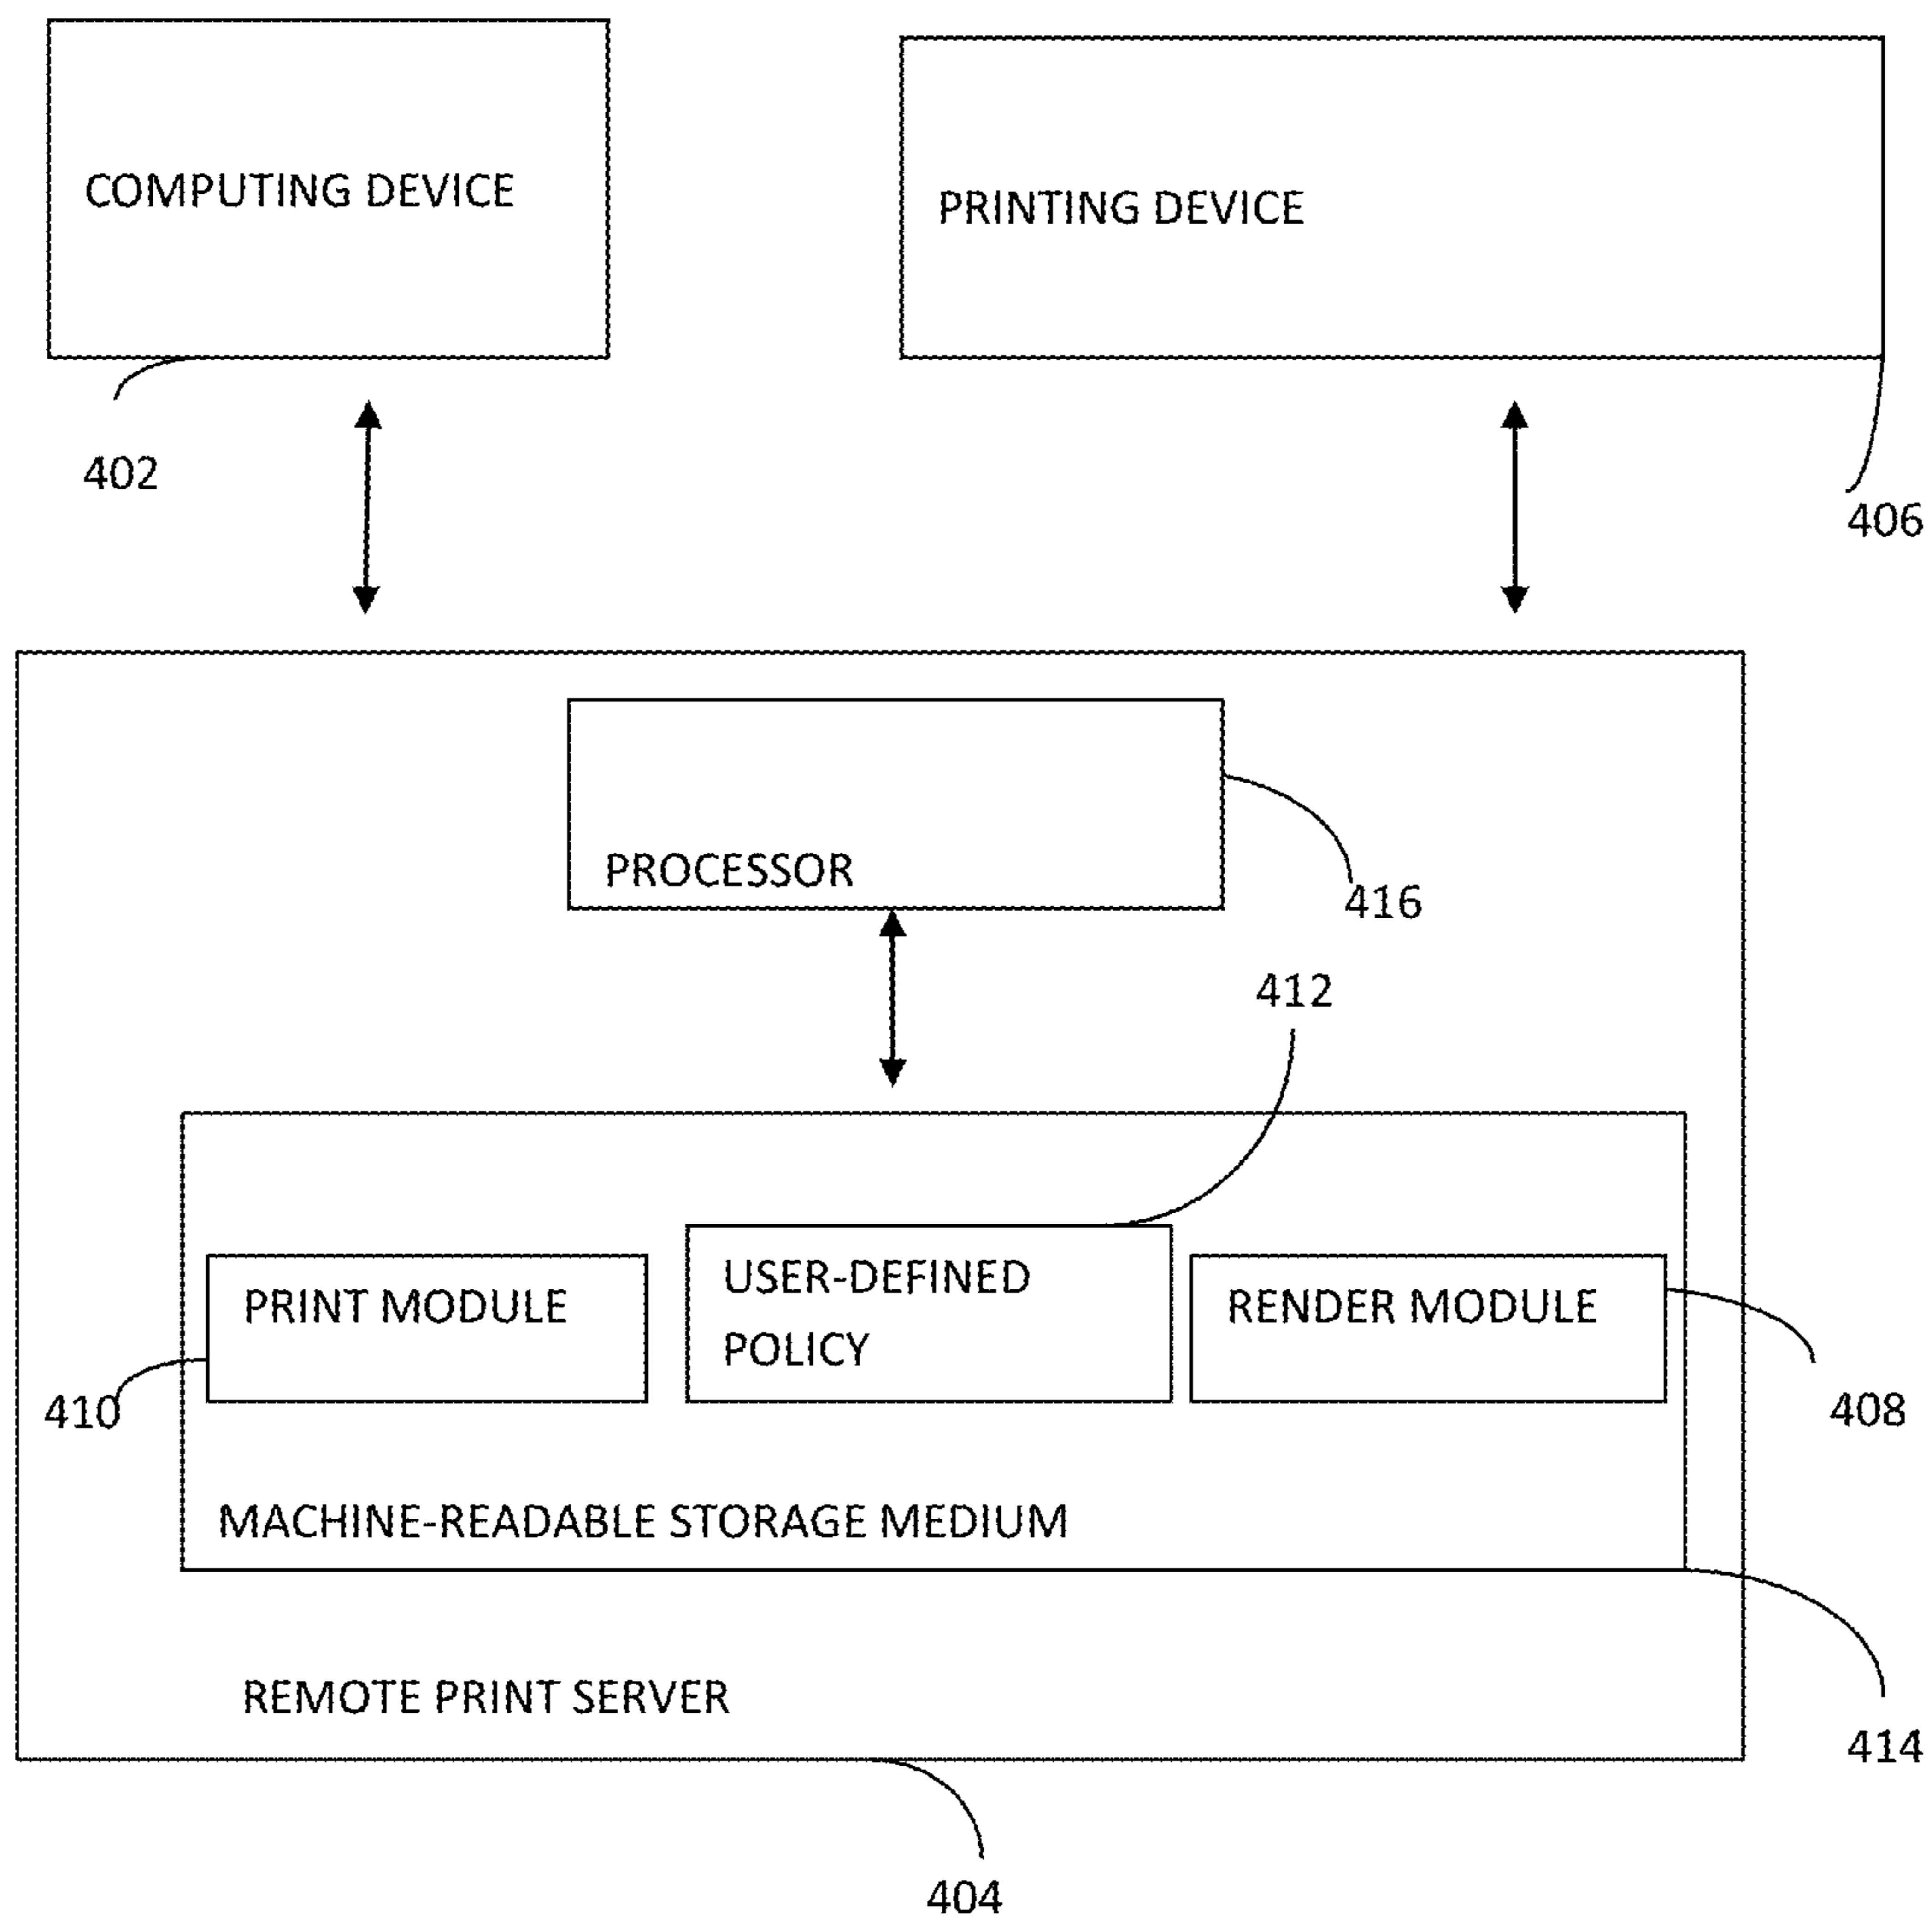 COMPUTING DEVICE
PRINTING DEVICE
402
406
PROCESSOR
416
412
USER-DEFINED
POLICY
PRINT MODULE
RENDER MODULE
410
408
MACHINE-READABLE STORAGE MEDIUM
REMOTE PRINT SERVER
414
404